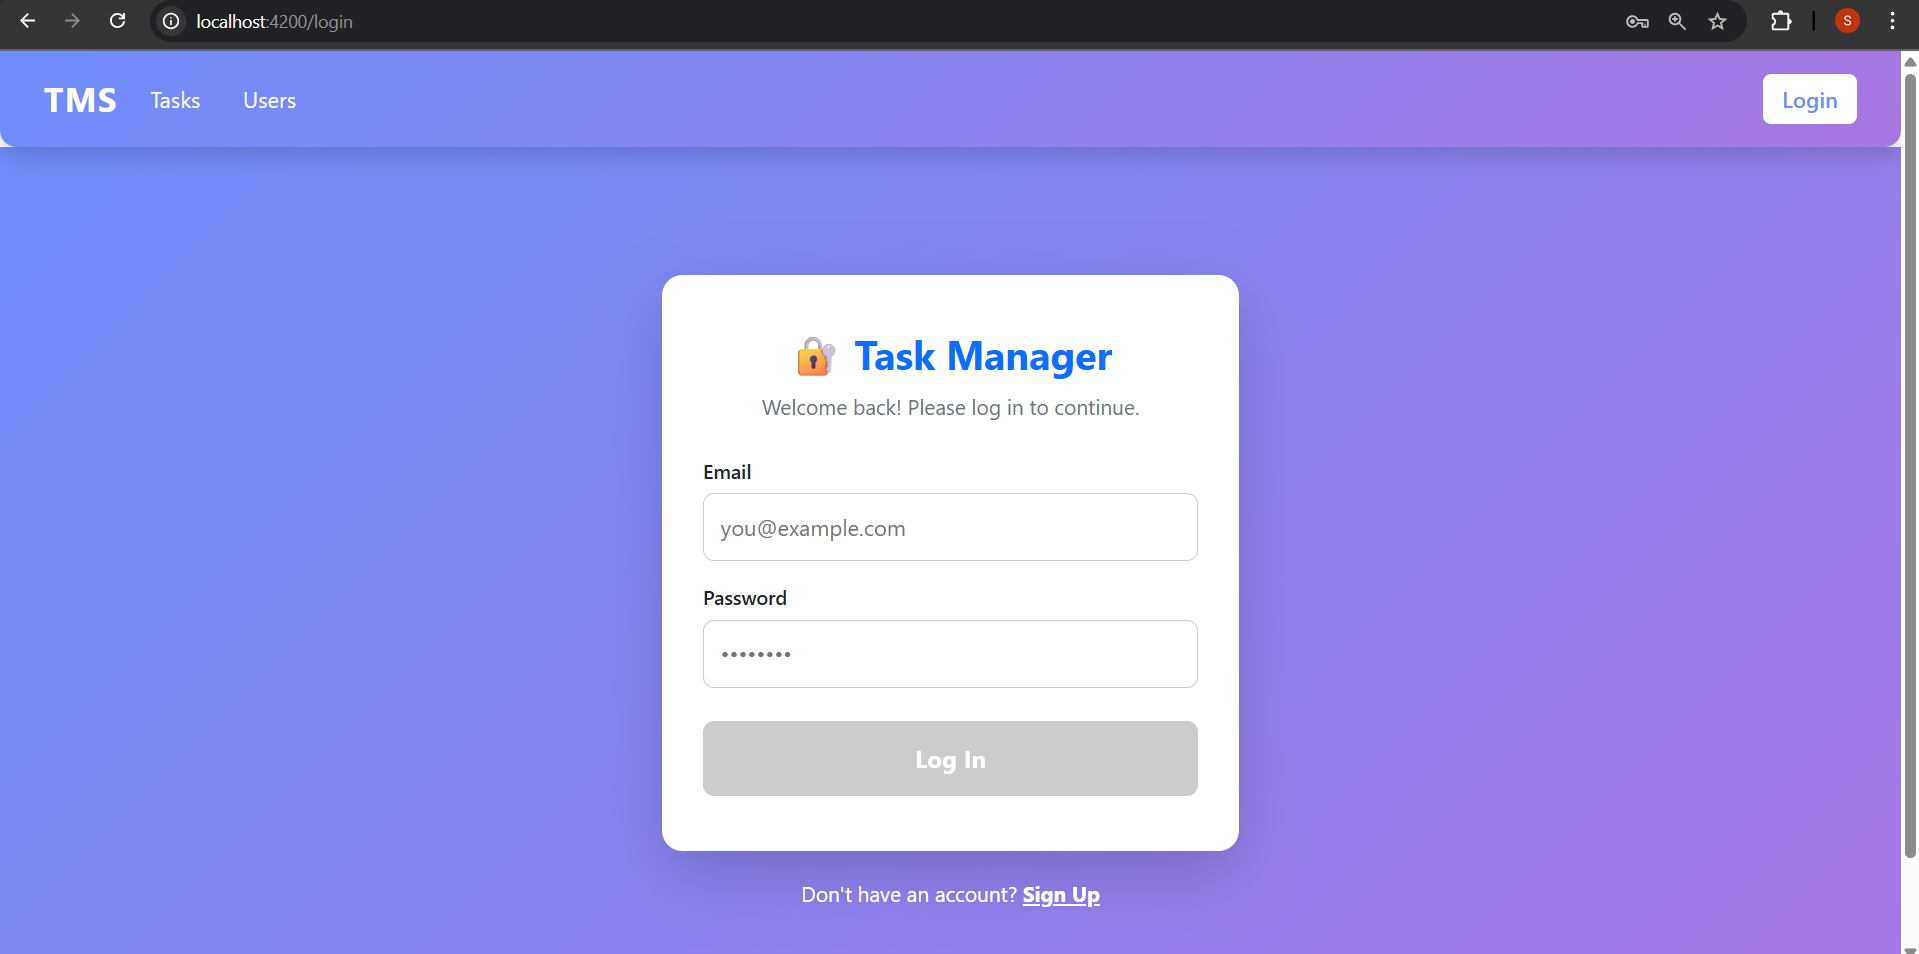 localhost:4200/login
S
TMS Tasks Users Login
Task Manager
Welcome back! Please log in to continue.
Email
you@example.com
Password
••••••••
Log In
Don't have an account? Sign Up